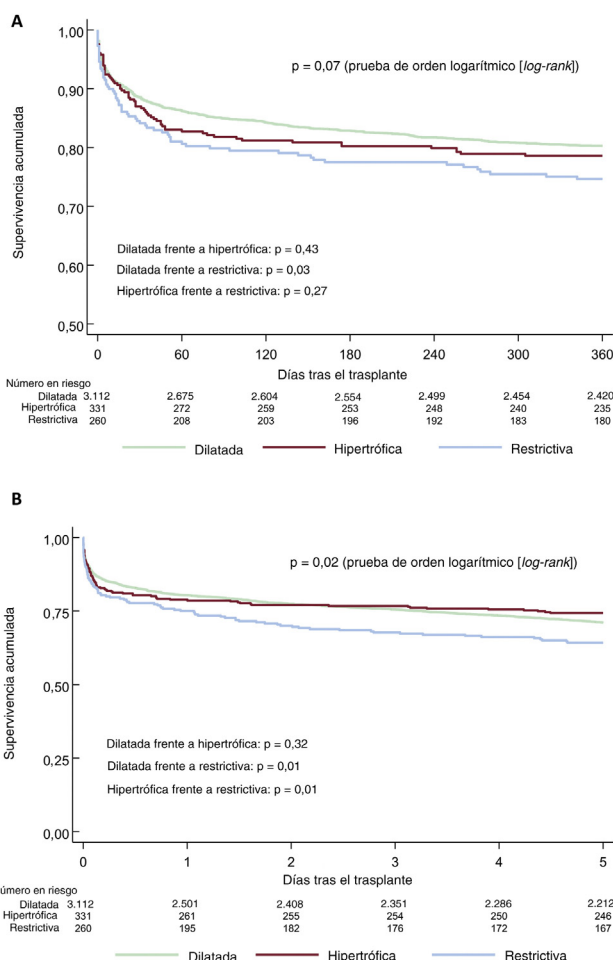 A
1,00
0,90
0,80
0,70
0,60
0,50
Supervivencia acumulada
p = 0,07 (prueba de orden logarítmico [log-rank])
Dilatada frente a hipertrófica: p = 0,43
Dilatada frente a restrictiva: p = 0,03
Hipertrófica frente a restrictiva: p = 0,27
0 60 120 180 240 300 360
Días tras el trasplante
Número en riesgo
Dilatada 3.112 2.675 2.604 2.554 2.499 2.454 2.420
Hipertrófica 331 272 259 253 248 240 235
Restrictiva 260 208 203 196 192 183 180
Dilatada Hipertrófica Restrictiva
B
1,00
0,75
0,50
0,25
0,00
Supervivencia acumulada
p = 0,02 (prueba de orden logarítmico [log-rank])
Dilatada frente a hipertrófica: p = 0,32
Dilatada frente a restrictiva: p = 0,01
Hipertrófica frente a restrictiva: p = 0,01
0 1 2 3 4 5
Días tras el trasplante
úmero en riesgo
Dilatada 3.112 2.501 2.408 2.351 2.286 2.212
Hipertrófica 331 261 255 254 250 246
Restrictiva 260 195 182 176 172 167
Dilatada Hipertrófica Restrictiva